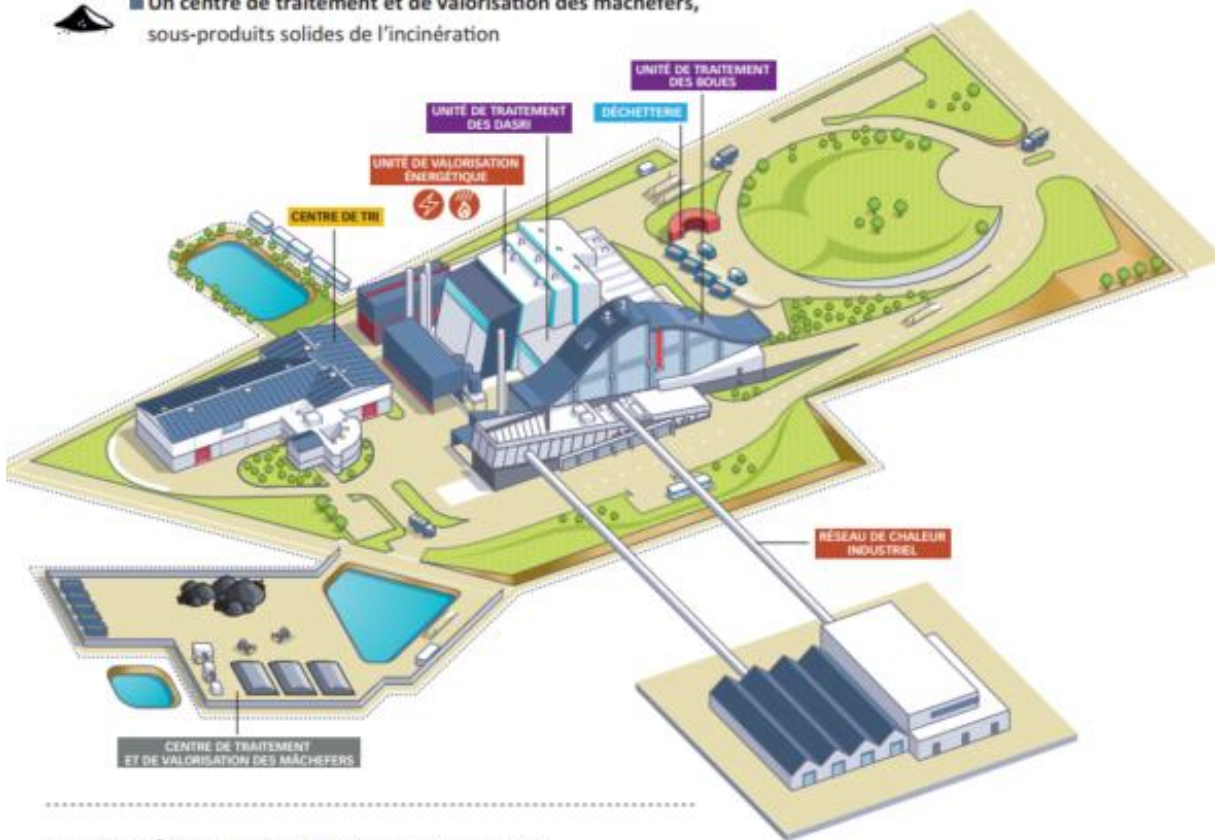 Un centre de traitement et de valorisation des mâchefers,
sous-produits solides de l'incinération
UNITÉ DE TRAITEMENT
DES BOUES
UNITÉ DE TRAITEMENT
DES DASRI
DÉCHETTERIE
UNITÉ DE VALORISATION
ÉNERGÉTIQUE
CENTRE DE TRI
RÉSEAU DE CHALEUR
INDUSTRIEL
CENTRE DE TRAITEMENT
ET DE VALORISATION DES MÂCHEFERS